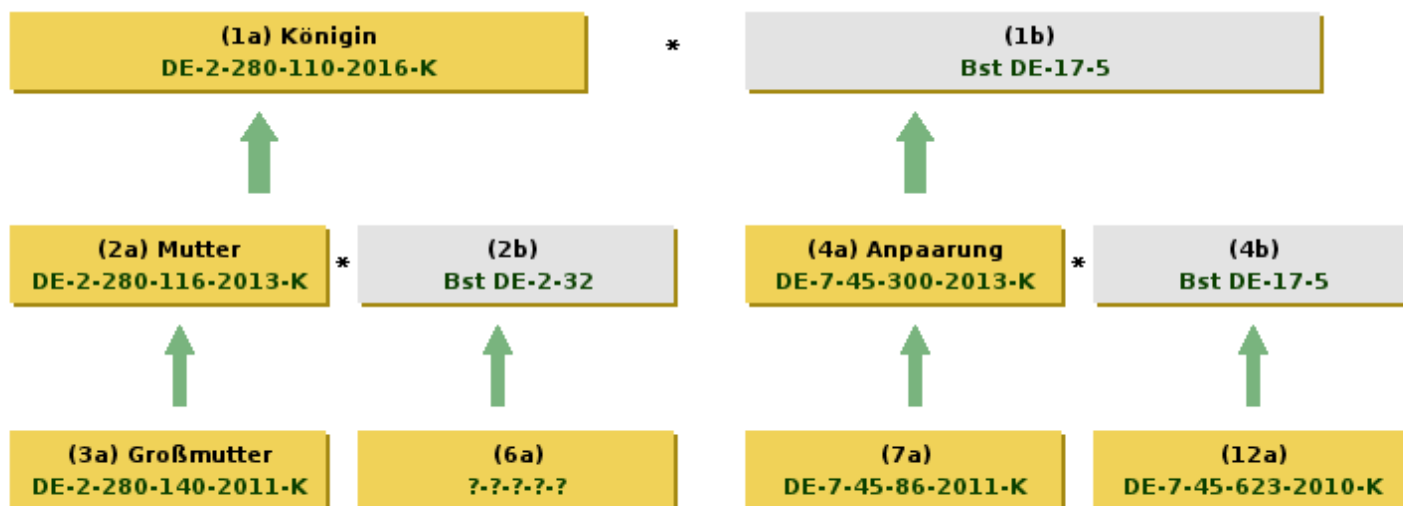 (1a) Königin
DE-2-280-110-2016-K
*
(1b)
Bst DE-17-5
(2a) Mutter
DE-2-280-116-2013-K
*
(2b)
Bst DE-2-32
(4a) Anpaarung
DE-7-45-300-2013-K
*
(4b)
Bst DE-17-5
(3a) Großmutter
DE-2-280-140-2011-K
(6a)
?-?-?-?-?
(7a)
DE-7-45-86-2011-K
(12a)
DE-7-45-623-2010-K